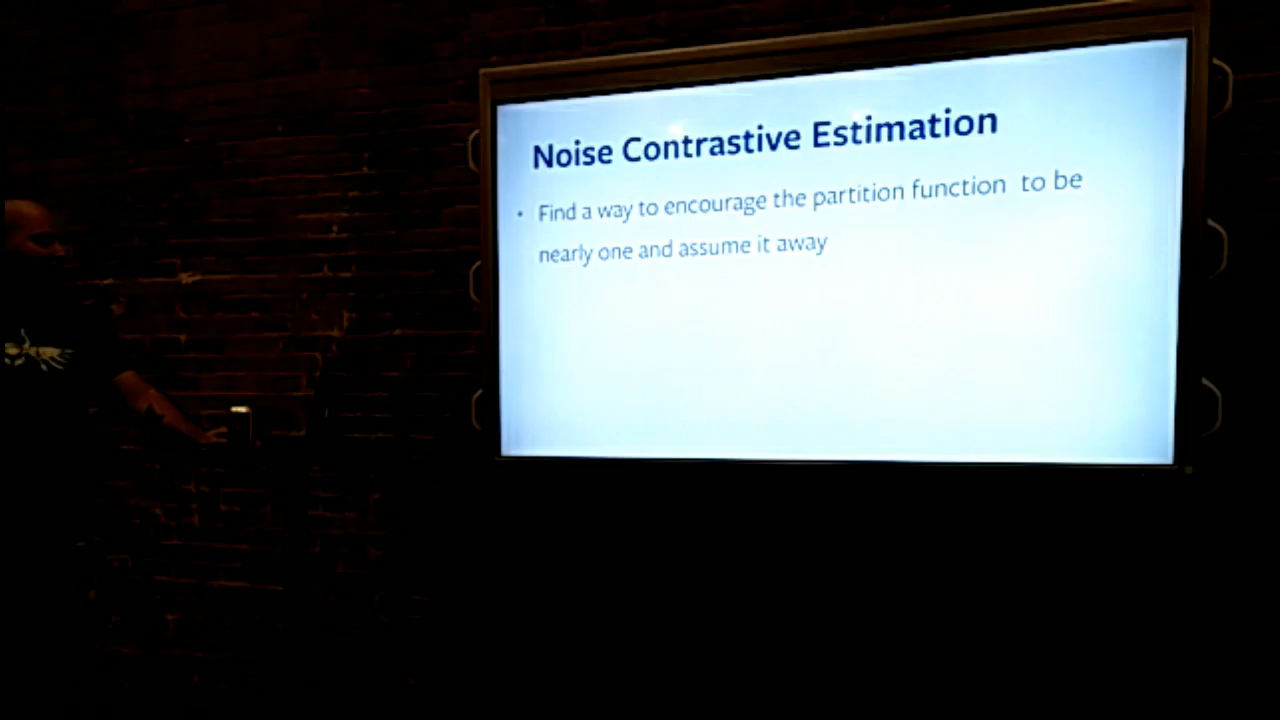 Noise Contrastive Estimation
• Find a way to encourage the partition function to be
nearly one and assume it away